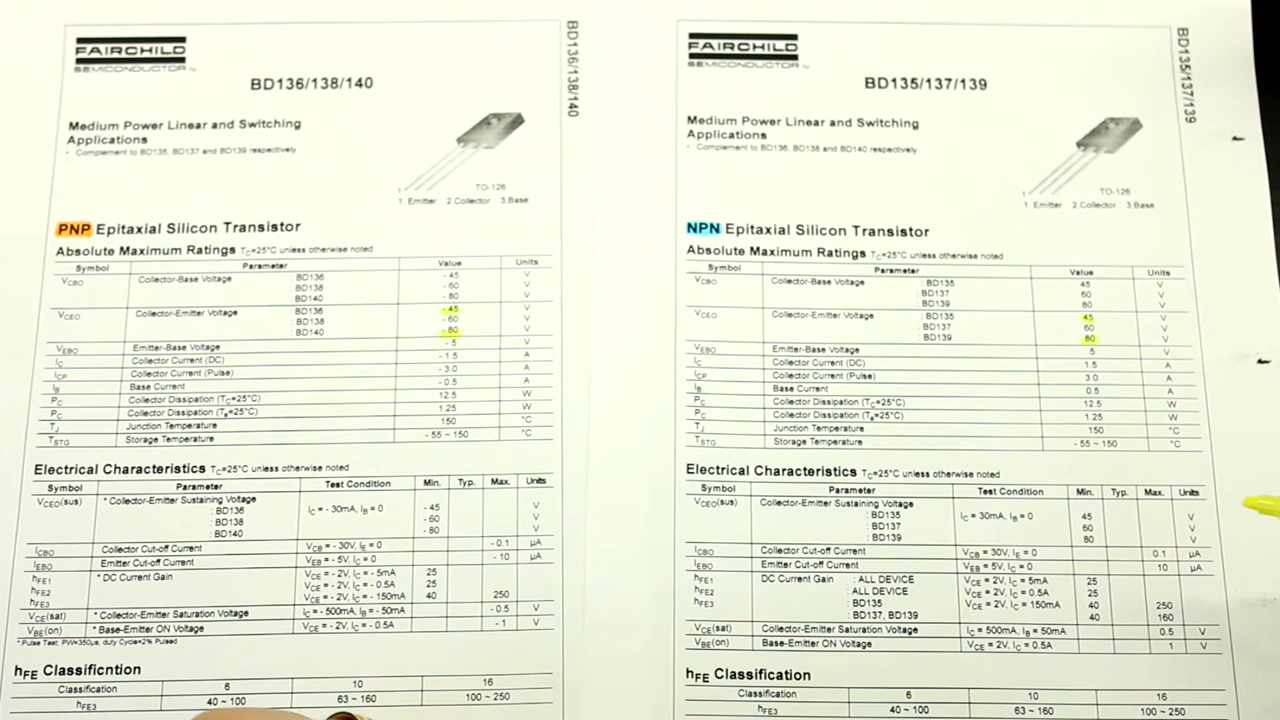 FAIRCHILD
SEMICONDUCTOR
BD136/138/140
BD136/138/140
Medium Power Linear and Switching
Applications
• Complement to BD135, BD137 and BD139 respectively
TO-126
1
1. Emitter 2.Collector 3.Base
PNP Epitaxial Silicon Transistor
Absolute Maximum Ratings TC=25°C unless otherwise noted
Symbol Parameter Value Units
VCBO Collector-Base Voltage : BD136 - 45 V
: BD138 - 60 V
: BD140 - 80 V
VCEO Collector-Emitter Voltage : BD136 - 45 V
: BD138 - 60 V
: BD140 - 80 V
VEBO Emitter-Base Voltage - 5 V
IC Collector Current (DC) - 1.5 A
ICP Collector Current (Pulse) - 3.0 A
IB Base Current - 0.5 A
PC Collector Dissipation (TC=25°C) 12.5 W
PC Collector Dissipation (Ta=25°C) 1.25 W
TJ Junction Temperature 150 °C
TSTG Storage Temperature - 55 ~ 150 °C
Electrical Characteristics TC=25°C unless otherwise noted
Symbol Parameter Test Condition Min. Typ. Max. Units
VCEO(sus) * Collector-Emitter Sustaining Voltage
: BD136 IC = - 30mA, IB = 0 - 45 V
: BD138 - 60 V
: BD140 - 80 V
ICBO Collector Cut-off Current VCB = - 30V, IE = 0 - 0.1 µA
IEBO Emitter Cut-off Current VEB = - 5V, IC = 0 - 10 µA
hFE1 * DC Current Gain VCE = - 2V, IC = - 5mA 25
hFE2 VCE = - 2V, IC = - 0.5A 25
hFE3 VCE = - 2V, IC = - 150mA 40 250
VCE(sat) * Collector-Emitter Saturation Voltage IC = - 500mA, IB = - 50mA - 0.5 V
VBE(on) * Base-Emitter ON Voltage VCE = - 2V, IC = - 0.5A - 1 V
* Pulse Test: PW=350µs, duty Cycle=2% Pulsed
hFE Classificntion
Classification 6 10 16
hFE3 40 ~ 100 63 ~ 160 100 ~ 250
FAIRCHILD
SEMICONDUCTOR
BD135/137/139
BD135/137/139
Medium Power Linear and Switching
Applications
• Complement to BD136, BD138 and BD140 respectively
TO-126
1
1. Emitter 2.Collector 3.Base
NPN Epitaxial Silicon Transistor
Absolute Maximum Ratings TC=25°C unless otherwise noted
Symbol Parameter Value Units
VCBO Collector-Base Voltage : BD135 45 V
: BD137 60 V
: BD139 80 V
VCEO Collector-Emitter Voltage : BD135 45 V
: BD137 60 V
: BD139 80 V
VEBO Emitter-Base Voltage 5 V
IC Collector Current (DC) 1.5 A
ICP Collector Current (Pulse) 3.0 A
IB Base Current 0.5 A
PC Collector Dissipation (TC=25°C) 12.5 W
PC Collector Dissipation (Ta=25°C) 1.25 W
TJ Junction Temperature 150 °C
TSTG Storage Temperature - 55 ~ 150 °C
Electrical Characteristics TC=25°C unless otherwise noted
Symbol Parameter Test Condition Min. Typ. Max. Units
VCEO(sus) Collector-Emitter Sustaining Voltage
: BD135 IC = 30mA, IB = 0 45 V
: BD137 60 V
: BD139 80 V
ICBO Collector Cut-off Current VCB = 30V, IE = 0 0.1 µA
IEBO Emitter Cut-off Current VEB = 5V, IC = 0 10 µA
hFE1 DC Current Gain : ALL DEVICE VCE = 2V, IC = 5mA 25
hFE2 : ALL DEVICE VCE = 2V, IC = 0.5A 25
hFE3 : BD135 VCE = 2V, IC = 150mA 40 250
: BD137, BD139 40 160
VCE(sat) Collector-Emitter Saturation Voltage IC = 500mA, IB = 50mA 0.5 V
VBE(on) Base-Emitter ON Voltage VCE = 2V, IC = 0.5A 1 V
hFE Classification
Classification 6 10 16
hFE3 40 ~ 100 63 ~ 160 100 ~ 250